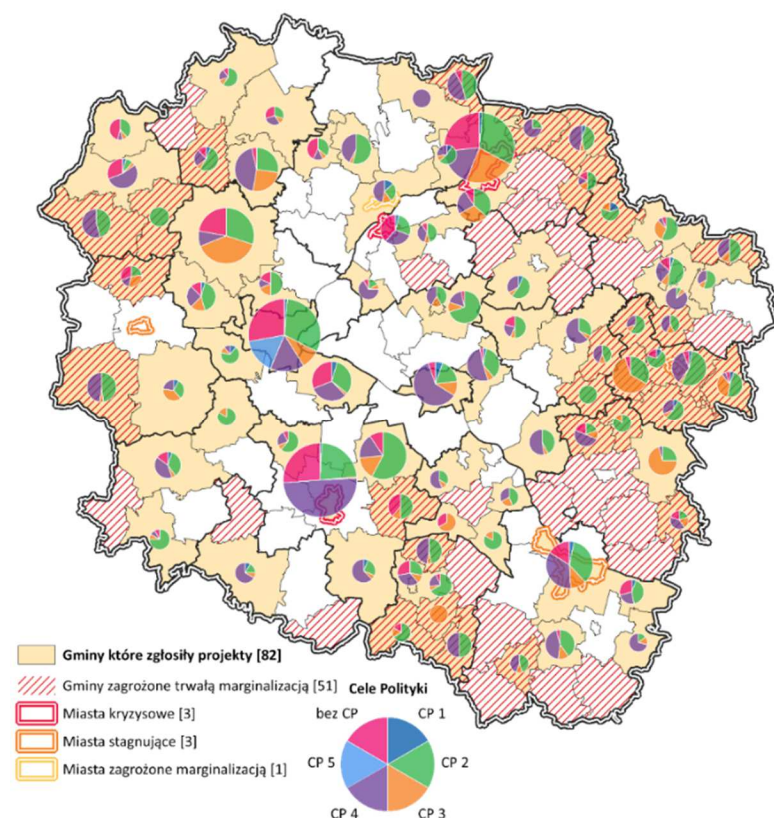 Gminy które zgłosiły projekty [82]
Gminy zagrożone trwałą marginalizacją [51]
Miasta kryzysowe [3]
Miasta stagnujące [3]
Miasta zagrożone marginalizacją [1]
Cele Polityki
bez CP
CP 1
CP 5
CP 2
CP 4
CP 3